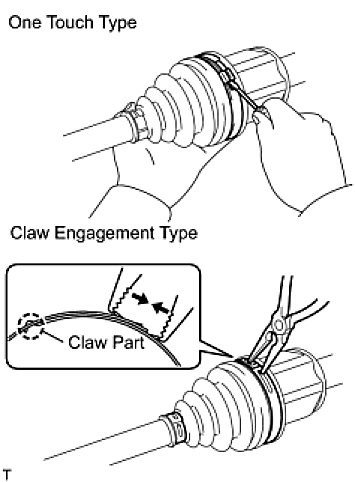 One Touch Type
Claw Engagement Type
Claw Part
T